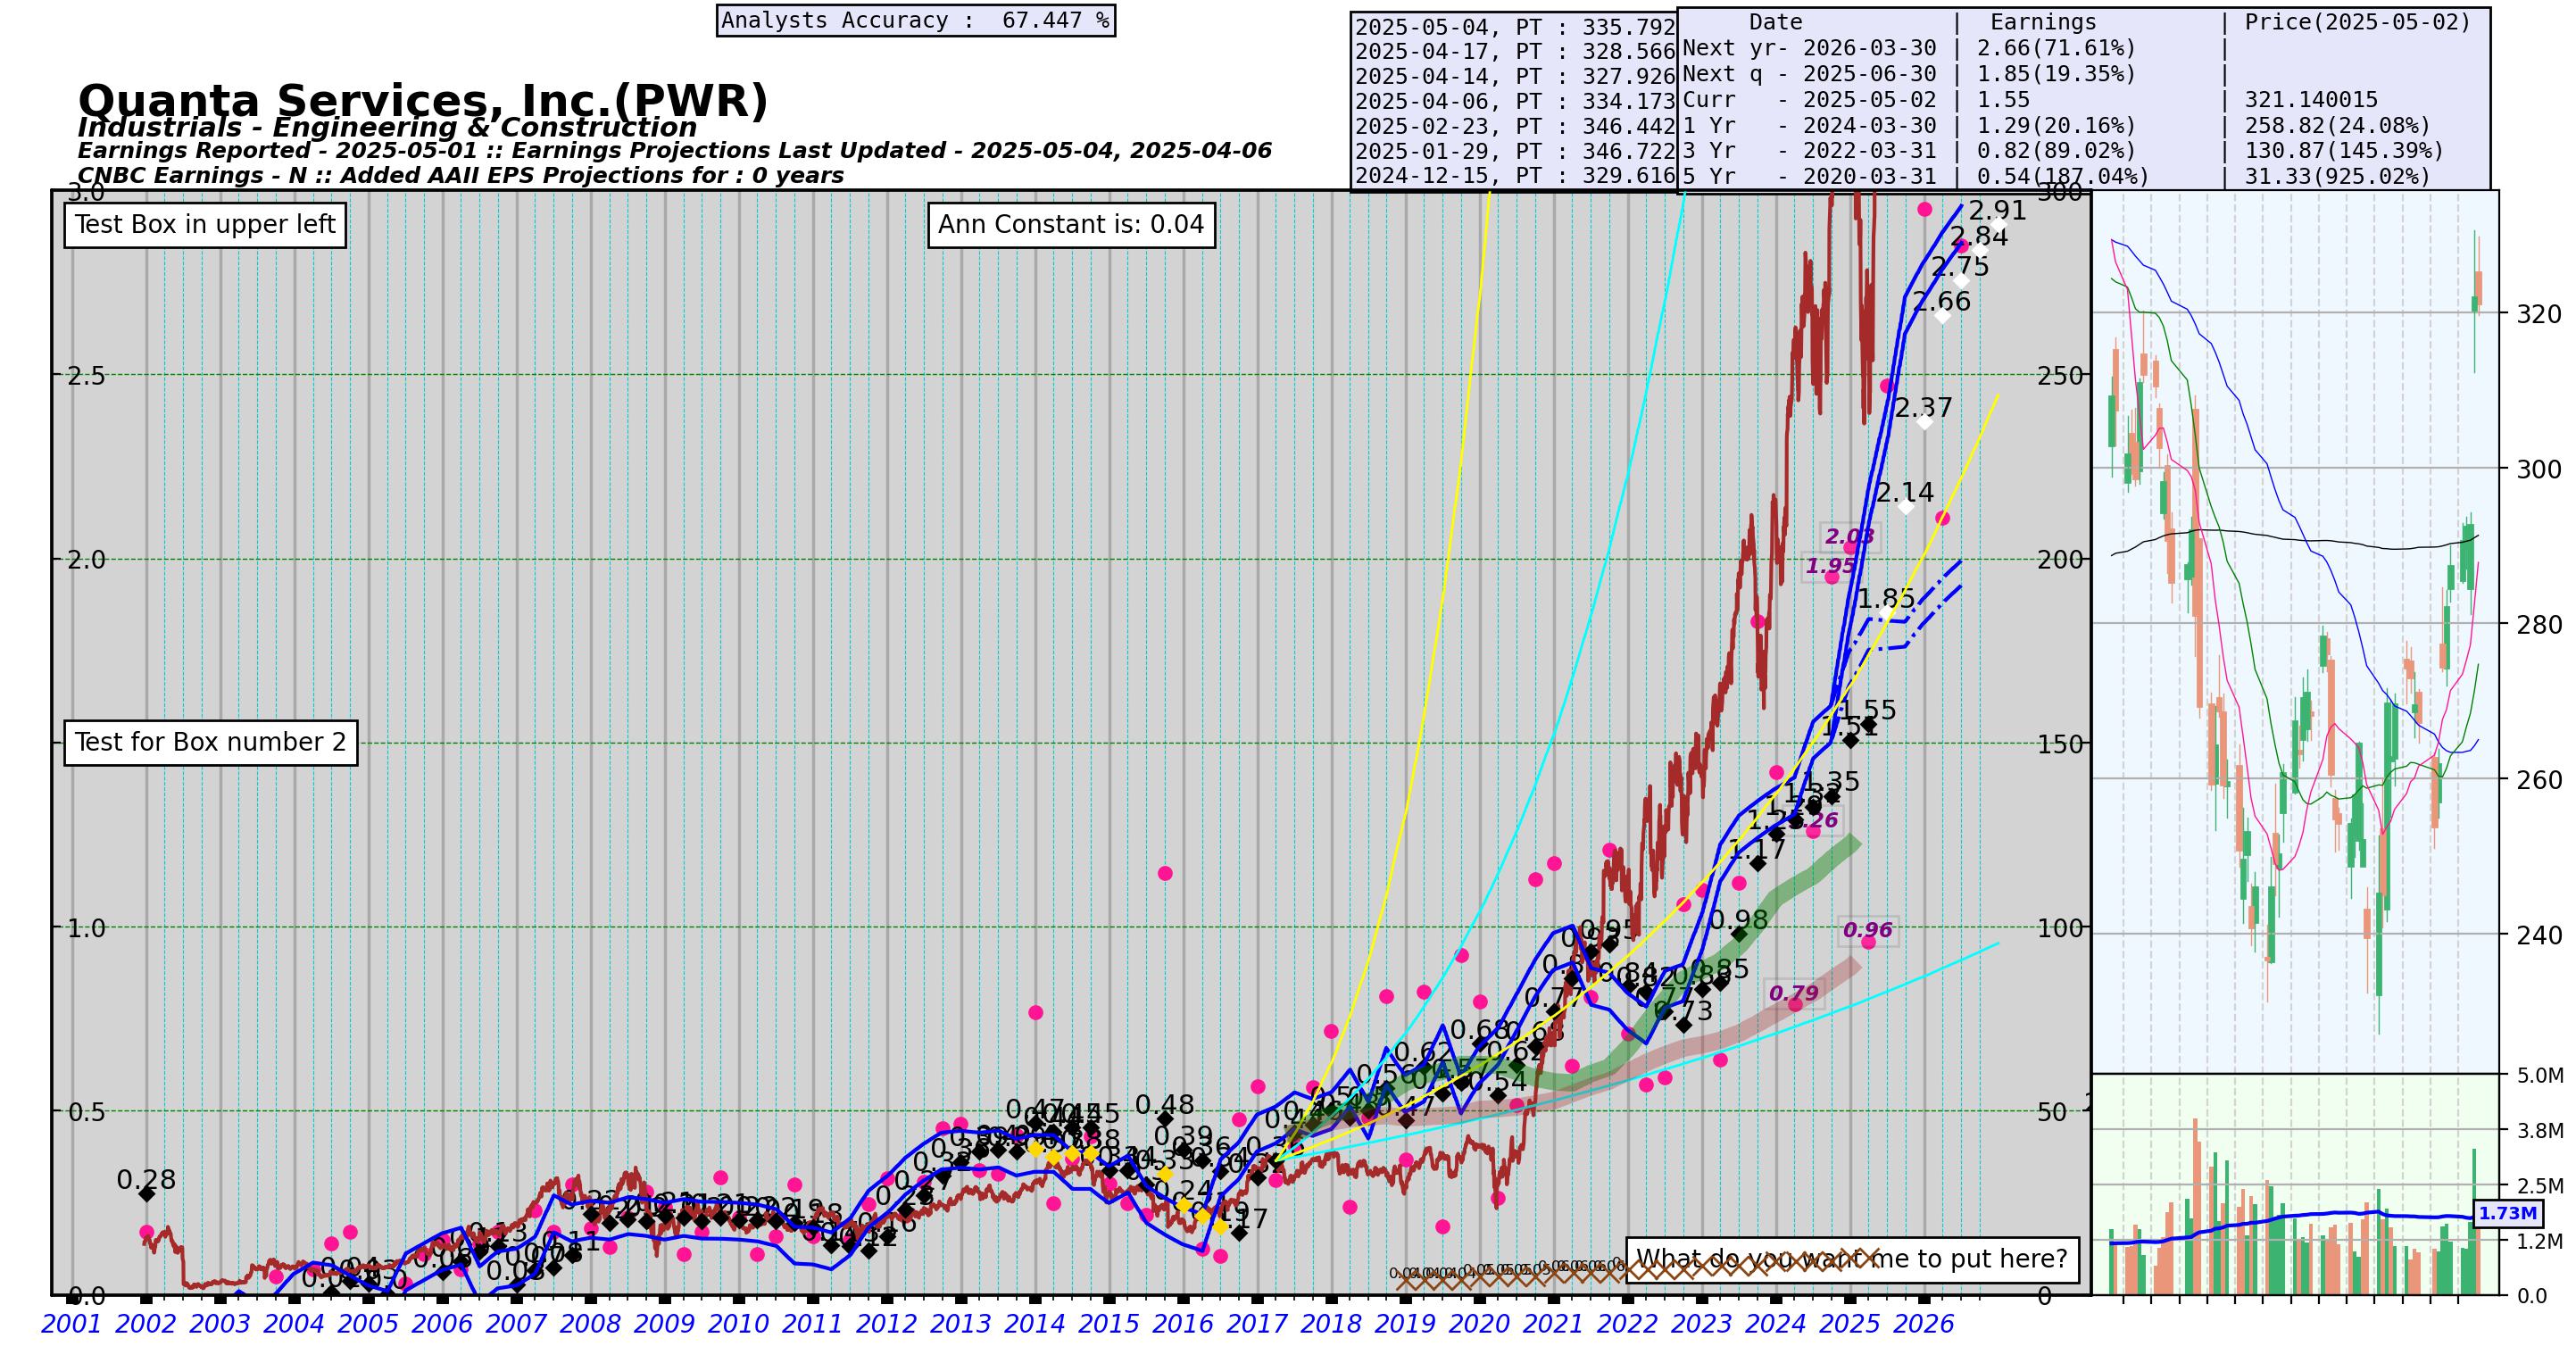 Analysts Accuracy :  67.447 %
2025-05-04, PT : 335.792
2025-04-17, PT : 328.566
2025-04-14, PT : 327.926
2025-04-06, PT : 334.173
2025-02-23, PT : 346.442
2025-01-29, PT : 346.722
2024-12-15, PT : 329.616
Date | Earnings | Price(2025-05-02)
Next yr- 2026-03-30 | 2.66(71.61%) |
Next q - 2025-06-30 | 1.85(19.35%) |
Curr - 2025-05-02 | 1.55 | 321.140015
1 Yr - 2024-03-30 | 1.29(20.16%) | 258.82(24.08%)
3 Yr - 2022-03-31 | 0.82(89.02%) | 130.87(145.39%)
5 Yr - 2020-03-31 | 0.54(187.04%) | 31.33(925.02%)
Quanta Services, Inc.(PWR)
Industrials - Engineering & Construction
Earnings Reported - 2025-05-01 :: Earnings Projections Last Updated - 2025-05-04, 2025-04-06
CNBC Earnings - N :: Added AAII EPS Projections for : 0 years
Test Box in upper left
Ann Constant is: 0.04
Test for Box number 2
What do you want me to put here?
3.0
2.5
2.0
1.0
0.5
0.0
300
250
200
150
100
50
0
2.91
2.84
2.75
2.66
2.37
2.14
2.03
1.95
1.85
1.55
1.51
1.35
1.17
0.98
0.96
0.79
0.95
0.85
0.73
0.68
0.62
0.54
0.47
0.48
0.39
0.28
320
300
280
260
240
5.0M
3.8M
2.5M
1.73M
1.2M
0.0
2001 2002 2003 2004 2005 2006 2007 2008 2009 2010 2011 2012 2013 2014 2015 2016 2017 2018 2019 2020 2021 2022 2023 2024 2025 2026